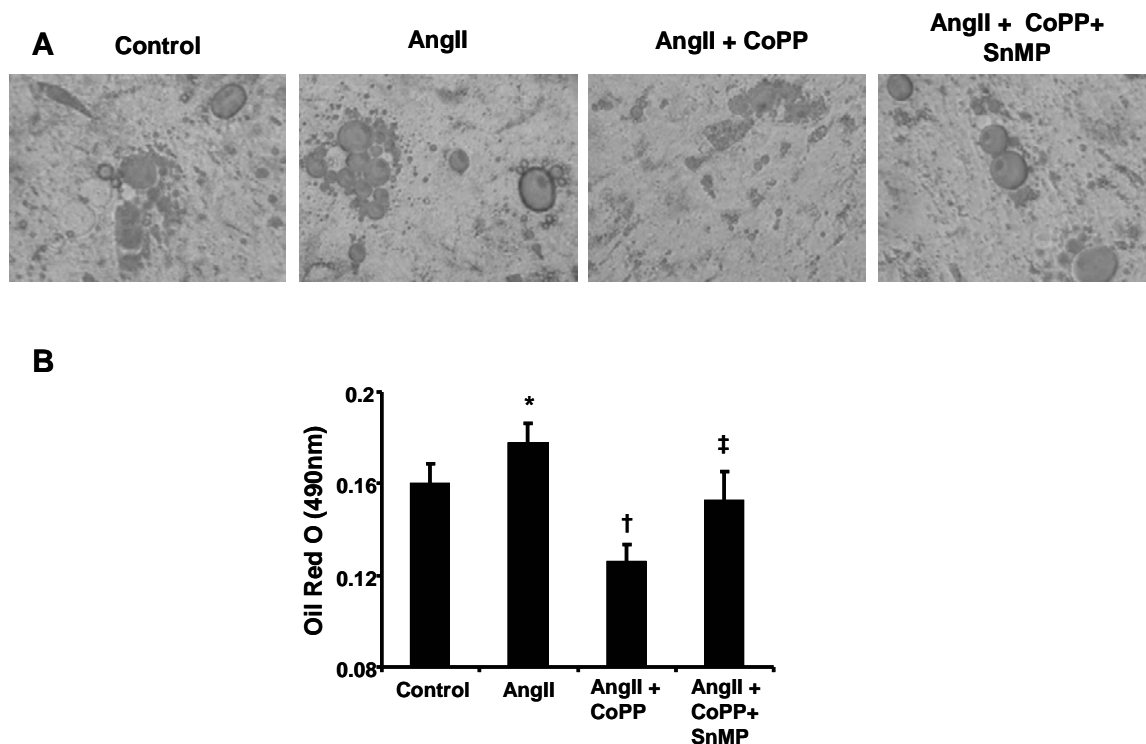 A
Control
AngII
AngII + CoPP
AngII + CoPP+
SnMP
B
Oil Red O (490nm)
0.2
0.16
0.12
0.08
*
†
‡
Control
AngII
AngII +
CoPP
AngII +
CoPP+
SnMP